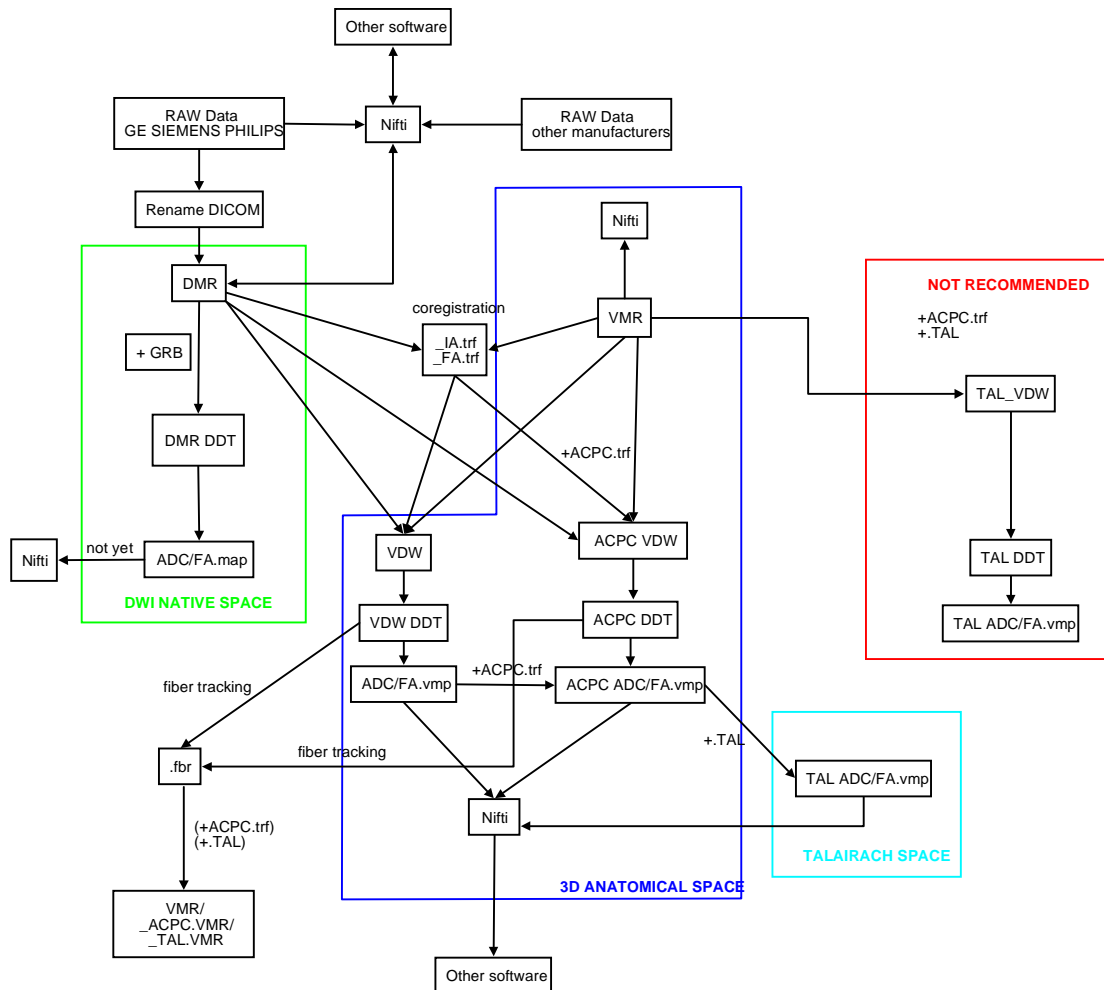 Other software
RAW Data
GE SIEMENS PHILIPS
Nifti
RAW Data
other manufacturers
Rename DICOM
Nifti
DMR
NOT RECOMMENDED
coregistration
VMR
+ACPC.trf
+.TAL
_IA.trf
_FA.trf
+ GRB
TAL_VDW
DMR DDT
+ACPC.trf
VDW
ACPC VDW
Nifti
not yet
ADC/FA.map
TAL DDT
DWI NATIVE SPACE
VDW DDT
ACPC DDT
TAL ADC/FA.vmp
+ACPC.trf
fiber tracking
ADC/FA.vmp
ACPC ADC/FA.vmp
+.TAL
fiber tracking
.fbr
TAL ADC/FA.vmp
Nifti
(+ACPC.trf)
(+.TAL)
TALAIRACH SPACE
3D ANATOMICAL SPACE
VMR/
_ACPC.VMR/
_TAL.VMR
Other software